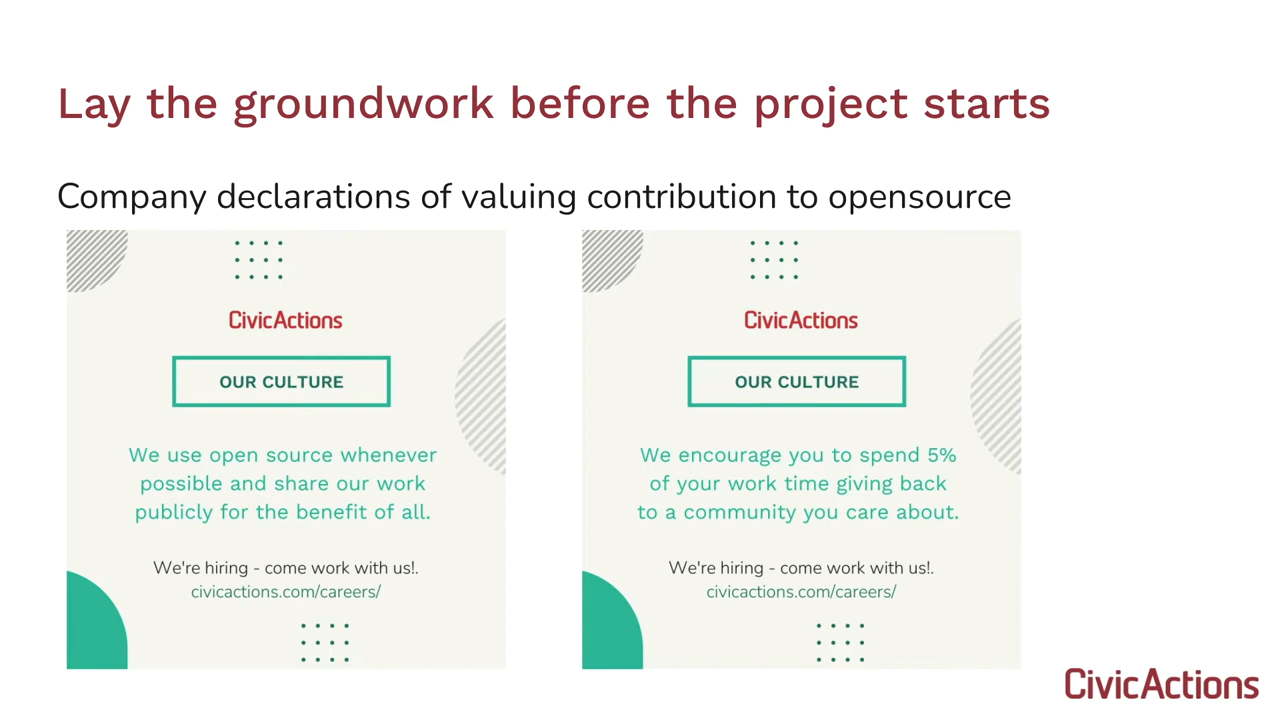 Lay the groundwork before the project starts
Company declarations of valuing contribution to opensource
CivicActions
OUR CULTURE
We use open source whenever
possible and share our work
publicly for the benefit of all.
We're hiring - come work with us!.
civicactions.com/careers/
CivicActions
OUR CULTURE
We encourage you to spend 5%
of your work time giving back
to a community you care about.
We're hiring - come work with us!.
civicactions.com/careers/
CivicActions